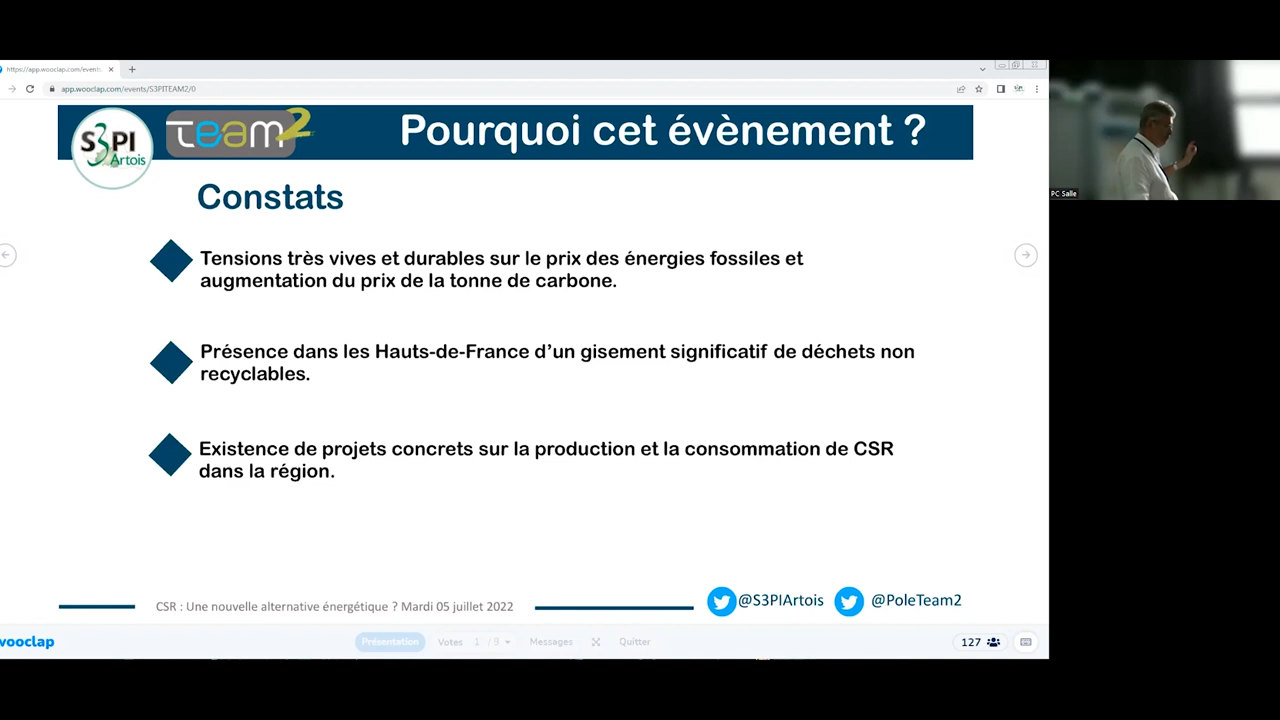 https://app.wooclap.com/events
app.wooclap.com/events/S3PITEAM2/0
S3PI
Artois
team2
Pourquoi cet évènement ?
Constats
Tensions très vives et durables sur le prix des énergies fossiles et
augmentation du prix de la tonne de carbone.
Présence dans les Hauts-de-France d’un gisement significatif de déchets non
recyclables.
Existence de projets concrets sur la production et la consommation de CSR
dans la région.
CSR : Une nouvelle alternative énergétique ? Mardi 05 juillet 2022
@S3PIArtois
@PoleTeam2
wooclap
Présentation
Votes 1 / 9
Messages
Quitter
127
PC Salle